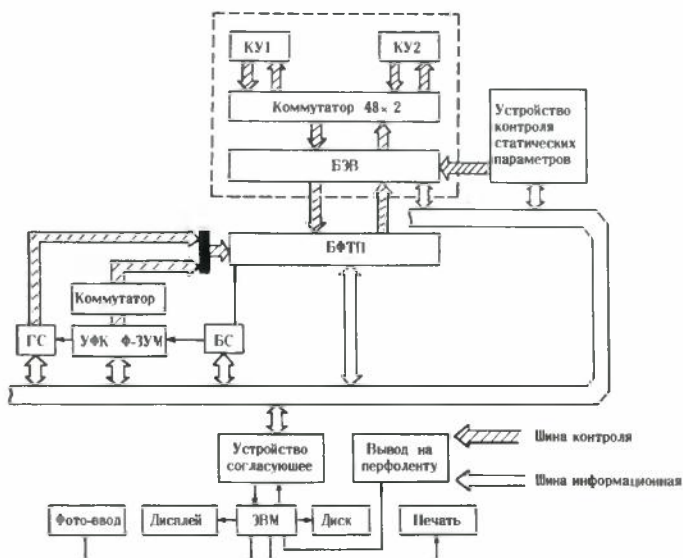 КУ1
КУ2
Коммутатор 48×2
Устройство
контроля
статических
параметров
БЭВ
БФТП
Коммутатор
ГС
УФК Ф-ЗУМ
БС
Устройство
согласующее
Вывод на
перфоленту
Шина контроля
Шина информационная
Фото-ввод
Дисплей
ЭВМ
Диск
Печать